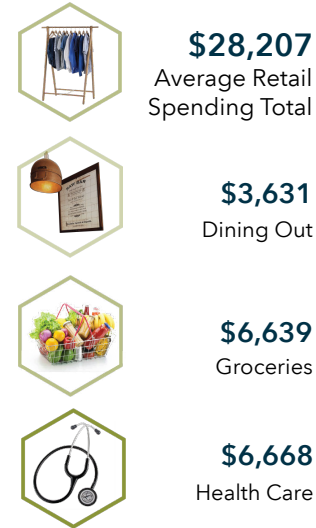 $28,207
Average Retail
Spending Total
$3,631
Dining Out
$6,639
Groceries
$6,668
Health Care